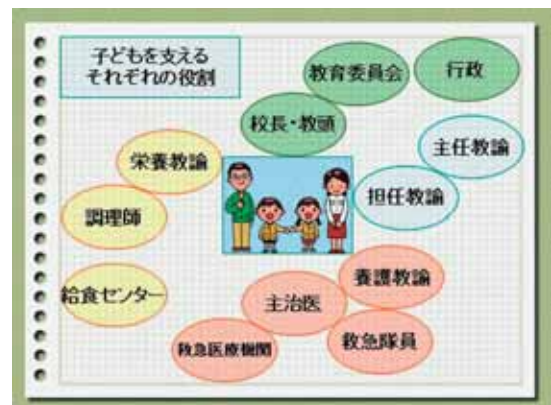 子どもを支える
それぞれの役割
教育委員会
行政
校長・教頭
主任教諭
栄養教諭
担任教諭
調理師
養護教諭
給食センター
主治医
救急隊員
救急医療機関